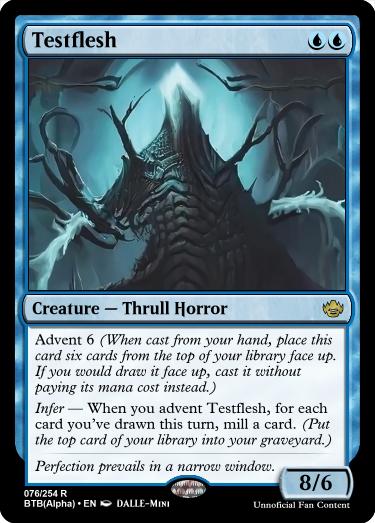 Testflesh
Creature — Thrull Horror
Advent 6 (When cast from your hand, place this
card six cards from the top of your library face up.
If you would draw it face up, cast it without
paying its mana cost instead.)
Infer — When you advent Testflesh, for each
card you’ve drawn this turn, mill a card. (Put
the top card of your library into your graveyard.)
Perfection prevails in a narrow window.
8/6
076/254 R
BTB(Alpha) • EN DALLE-Mini
Unnoficial Fan Content